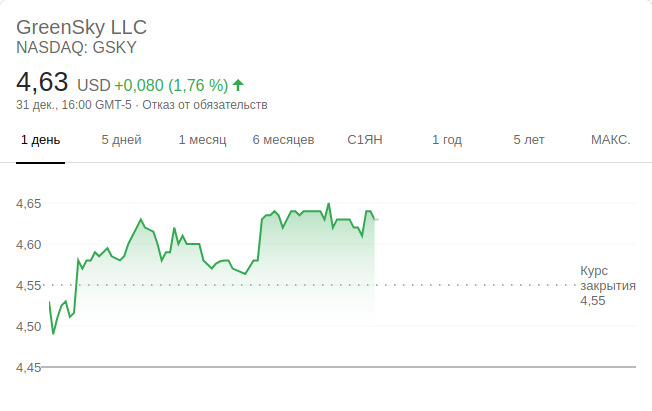 GreenSky LLC
NASDAQ: GSKY
4,63 USD +0,080 (1,76 %)
31 дек., 16:00 GMT-5 · Отказ от обязательств
1 день 5 дней 1 месяц 6 месяцев С1ЯН 1 год 5 лет МАКС.
4,65
4,60
4,55
4,50
4,45
Курс
закрытия
4,55